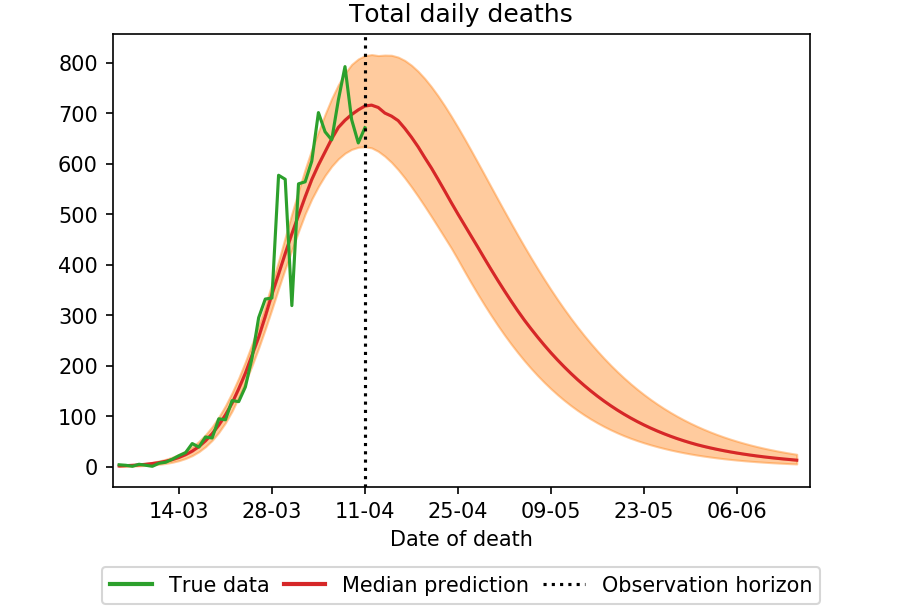 Total daily deaths
800
700
600
500
400
300
200
100
0
14-03 28-03 11-04 25-04 09-05 23-05 06-06
Date of death
True data Median prediction Observation horizon